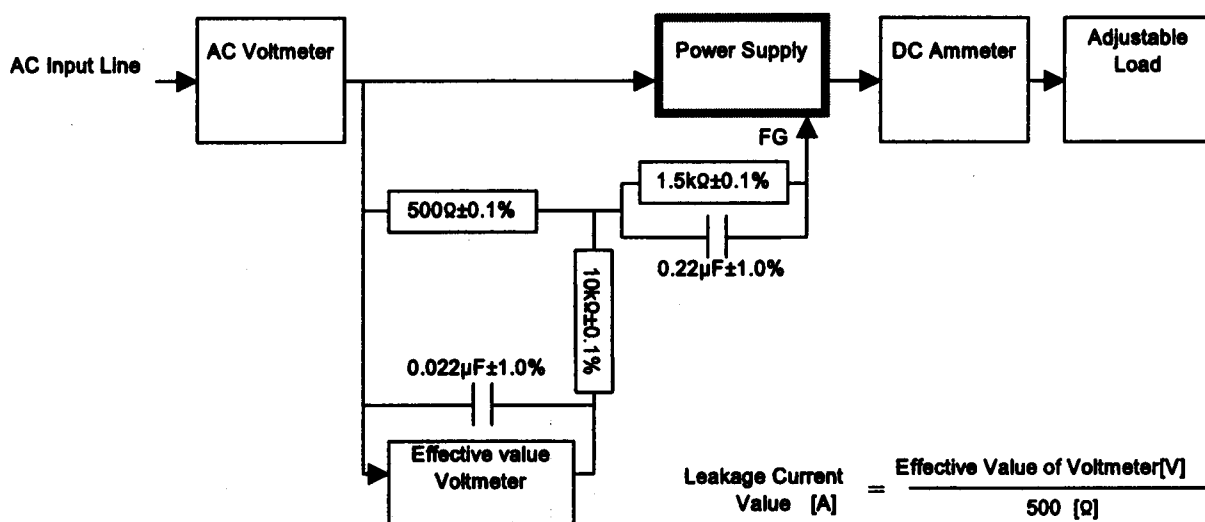 AC Input Line
AC Voltmeter
Power Supply
DC Ammeter
Adjustable
Load
FG
1.5kΩ±0.1%
500Ω±0.1%
0.22µF±1.0%
10kΩ±0.1%
0.022µF±1.0%
Effective value
Voltmeter
Leakage Current
Value [A]
=
Effective Value of Voltmeter[V]
500 [Ω]